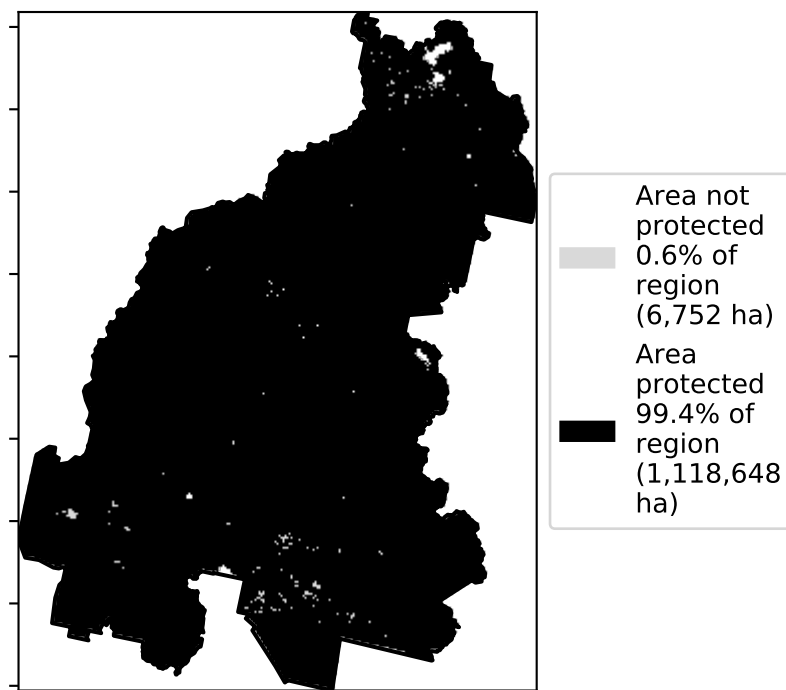 Area not
protected
0.6% of
region
(6,752 ha)
Area
protected
99.4% of
region
(1,118,648
ha)